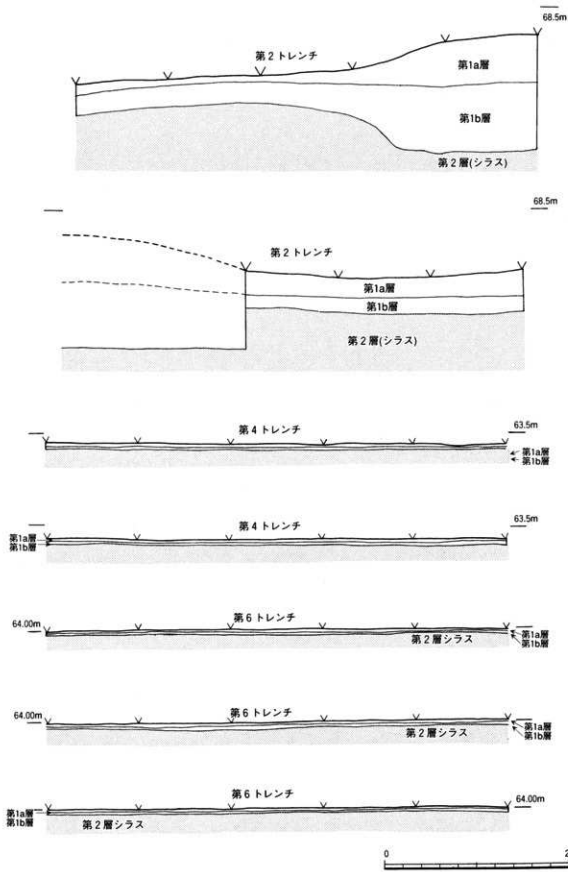 68.5m
第2トレンチ
第1a層
第1b層
第2層(シラス)
68.5m
第2トレンチ
第1a層
第1b層
第2層(シラス)
第4トレンチ
63.5m
第1a層
第1b層
第4トレンチ
63.5m
第1a層
第1b層
第6トレンチ
64.00m
第2層シラス
第1a層
第1b層
第6トレンチ
64.00m
第2層シラス
第1a層
第1b層
第6トレンチ
64.00m
第1a層
第1b層
第2層シラス
0
2